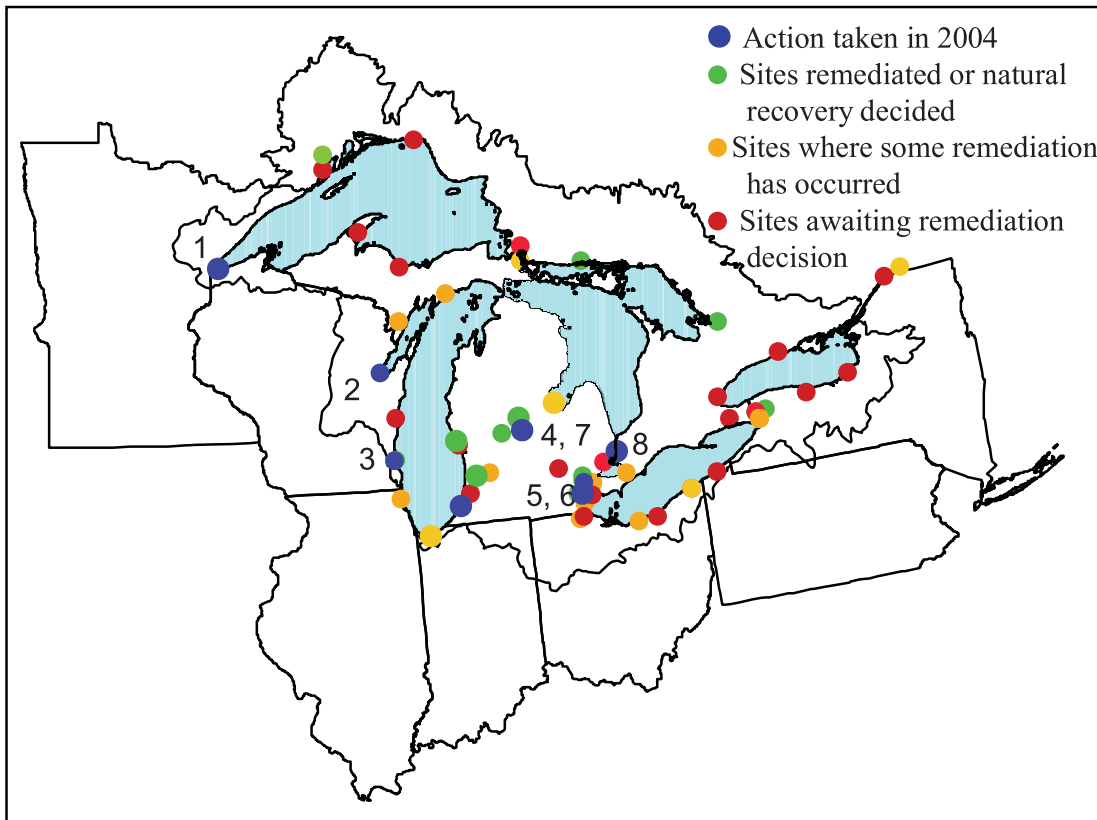 Action taken in 2004
Sites remediated or natural
recovery decided
Sites where some remediation
has occurred
Sites awaiting remediation
decision
1
2
3
4, 7
8
5, 6